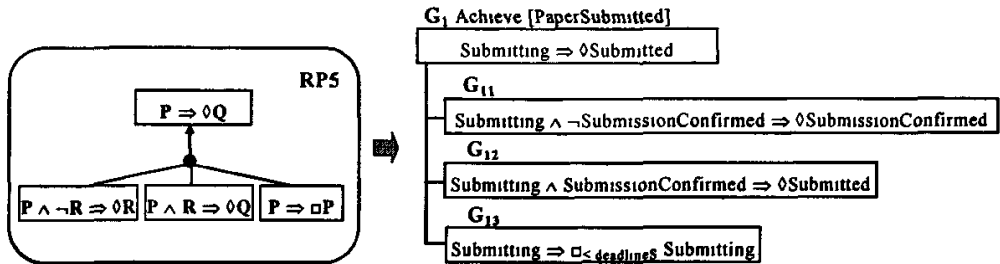 RP5
P ⇒ ◊Q
P ∧ ¬R ⇒ ◊R
P ∧ R ⇒ ◊Q
P ⇒ □P
G1 Achieve [PaperSubmitted]
Submitting ⇒ ◊Submitted
G11
Submitting ∧ ¬SubmissionConfirmed ⇒ ◊SubmissionConfirmed
G12
Submitting ∧ SubmissionConfirmed ⇒ ◊Submitted
G13
Submitting ⇒ □< deadlineS Submitting